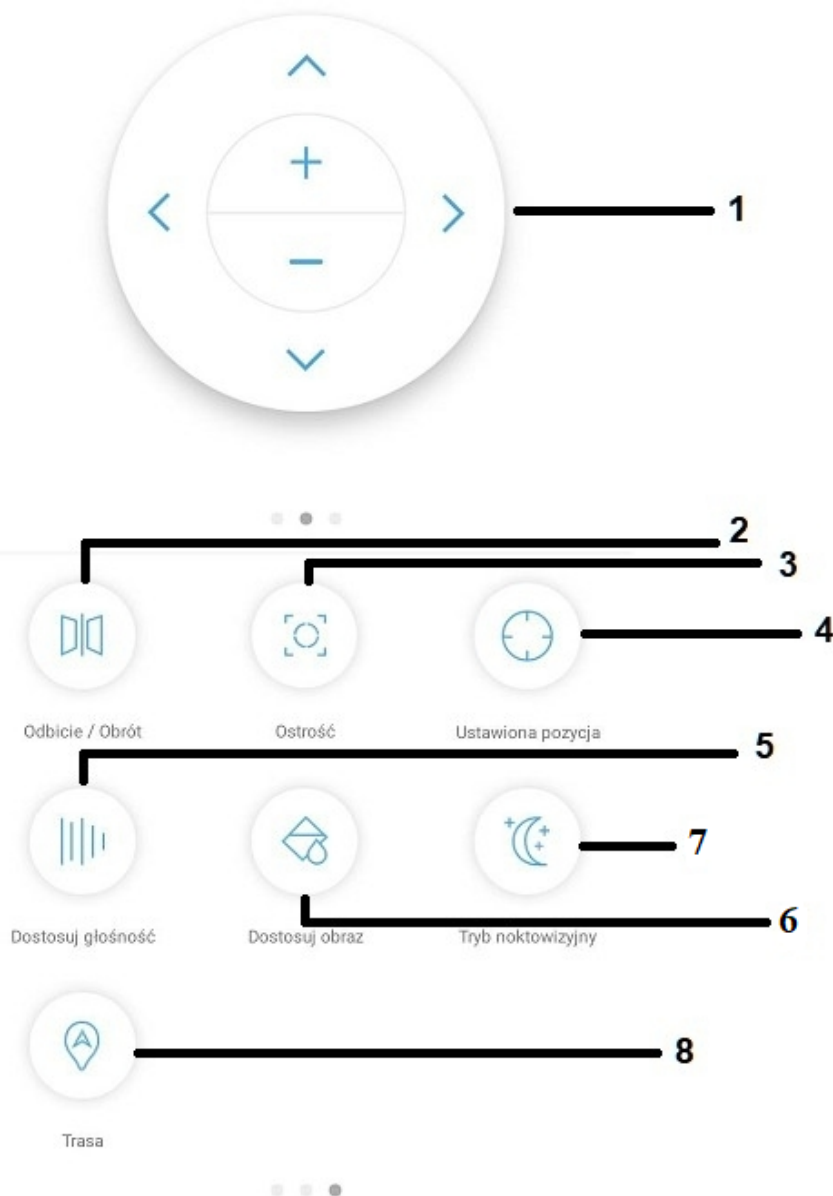 +
−
1
2
3
4
Odbicie / Obrót
Ostrość
Ustawiona pozycja
5
7
6
Dostosuj głośność
Dostosuj obraz
Tryb noktowizyjny
8
Trasa